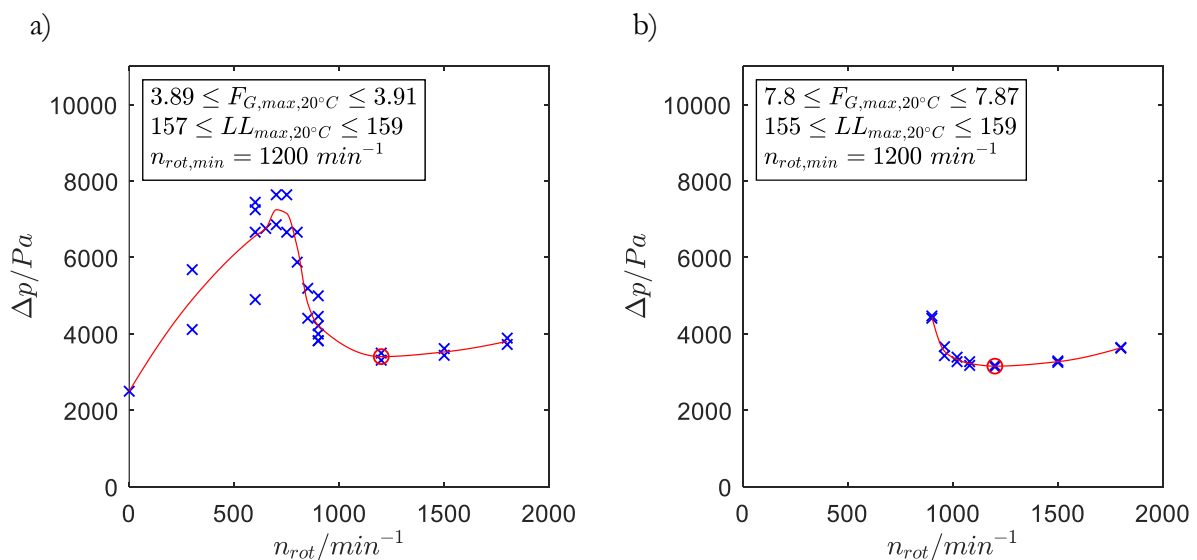 a)
10000
8000
6000
4000
2000
0
Δp/Pa
3.89 ≤ F_{G,max,20°C} ≤ 3.91
157 ≤ LL_{max,20°C} ≤ 159
n_{rot,min} = 1200 min^{-1}
0 500 1000 1500 2000
n_{rot}/min^{-1}
b)
10000
8000
6000
4000
2000
0
Δp/Pa
7.8 ≤ F_{G,max,20°C} ≤ 7.87
155 ≤ LL_{max,20°C} ≤ 159
n_{rot,min} = 1200 min^{-1}
0 500 1000 1500 2000
n_{rot}/min^{-1}